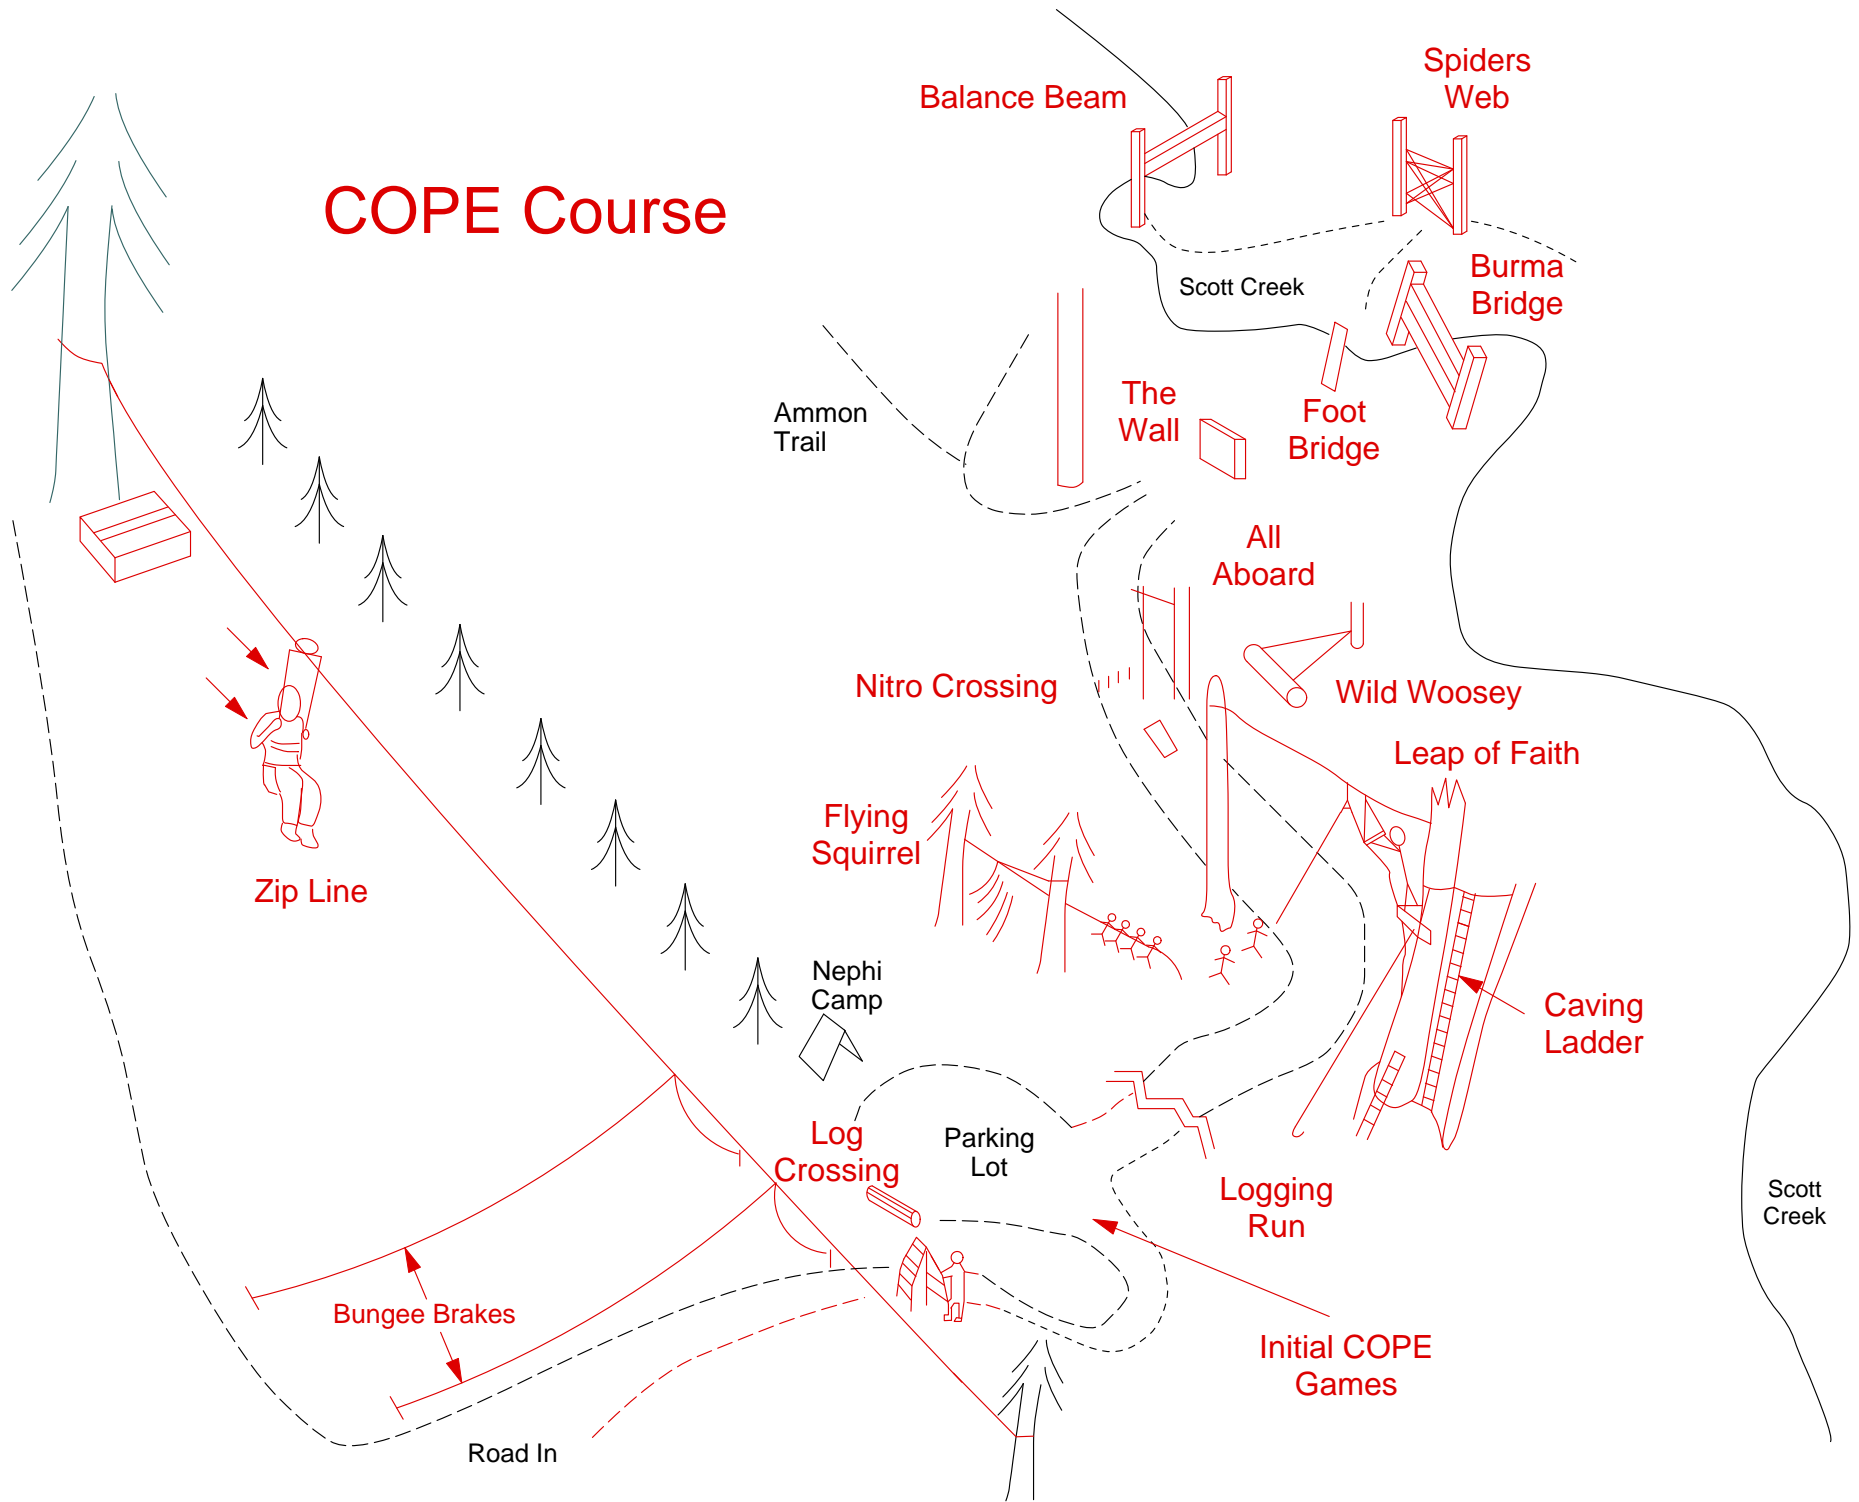 Spiders
Web
Balance Beam
COPE Course
Burma
Bridge
Scott Creek
The
Wall
Foot
Bridge
Ammon
Trail
All
Aboard
Nitro Crossing
Wild Woosey
Leap of Faith
Flying
Squirrel
Zip Line
Nephi
Camp
Caving
Ladder
Log
Crossing
Parking
Lot
Logging
Run
Scott
Creek
Bungee Brakes
Initial COPE
Games
Road In